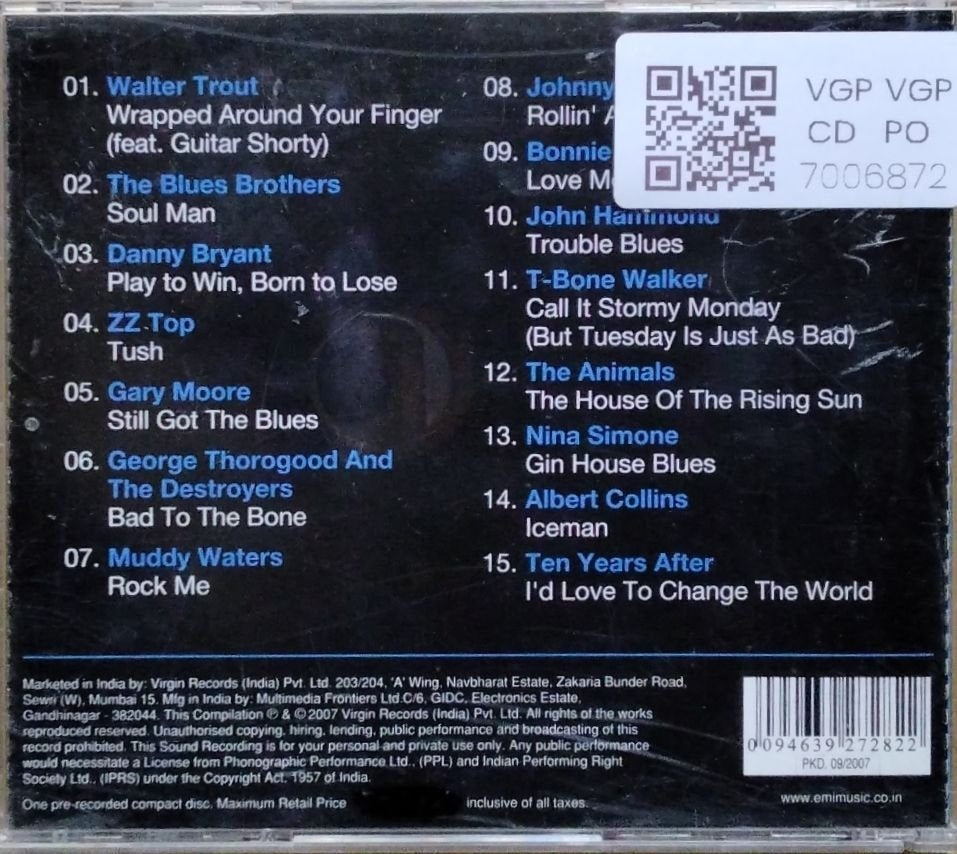 01. Walter Trout
Wrapped Around Your Finger
(feat. Guitar Shorty)
02. The Blues Brothers
Soul Man
03. Danny Bryant
Play to Win, Born to Lose
04. ZZ Top
Tush
05. Gary Moore
Still Got The Blues
06. George Thorogood And
The Destroyers
Bad To The Bone
07. Muddy Waters
Rock Me
08. Johnny
Rollin'
09. Bonnie
Love
10. John Hammond
Trouble Blues
11. T-Bone Walker
Call It Stormy Monday
(But Tuesday Is Just As Bad)
12. The Animals
The House Of The Rising Sun
13. Nina Simone
Gin House Blues
14. Albert Collins
Iceman
15. Ten Years After
I'd Love To Change The World
VGP VGP
CD PO
7006872
Marketed in India by: Virgin Records (India) Pvt. Ltd. 203/204, 'A' Wing, Navbharat Estate, Zakaria Bunder Road,
Sewri (W), Mumbai 15. Mfg in India by: Multimedia Frontiers Ltd.C/6, GIDC, Electronics Estate,
Gandhinagar - 382044. This Compilation ℗ & © 2007 Virgin Records (India) Pvt. Ltd. All rights of the works
reproduced reserved. Unauthorised copying, hiring, lending, public performance and broadcasting of this
record prohibited. This Sound Recording is for your personal and private use only. Any public performance
would necessitate a License from Phonographic Performance Ltd., (PPL) and Indian Performing Right
Society Ltd., (IPRS) under the Copyright Act, 1957 of India.
One pre-recorded compact disc. Maximum Retail Price inclusive of all taxes.
0 094639 272822
PKD. 09/2007
www.emimusic.co.in